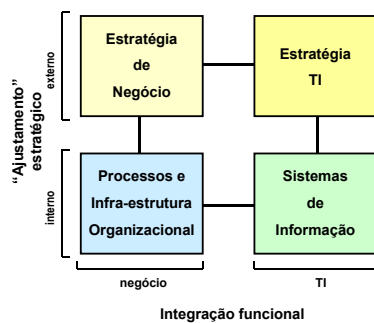 “Ajustamento”
estratégico
externo
interno
Estratégia
de
Negócio
Estratégia
TI
Processos e
Infra-estrutura
Organizacional
Sistemas
de
Informação
negócio
TI
Integração funcional